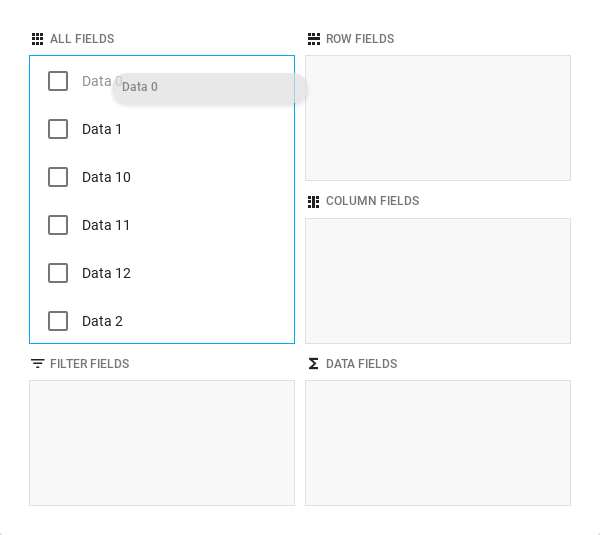 ALL FIELDS
Data 0
Data 0
Data 1
Data 10
Data 11
Data 12
Data 2
ROW FIELDS
COLUMN FIELDS
FILTER FIELDS
DATA FIELDS